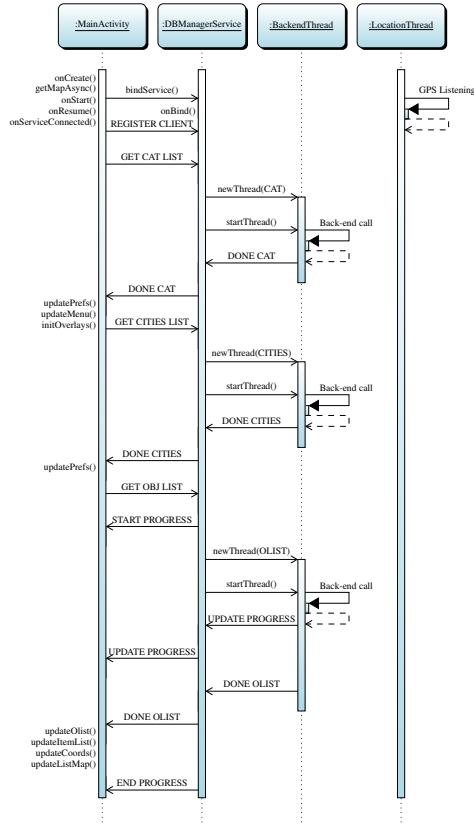 :MainActivity
:DBManagerService
:BackendThread
:LocationThread
onCreate()
getMapAsync()
onStart()
onResume()
onServiceConnected()
bindService()
onBind()
REGISTER CLIENT
GPS Listening
GET CAT LIST
newThread(CAT)
startThread()
Back-end call
DONE CAT
DONE CAT
updatePrefs()
updateMenu()
initOverlays()
GET CITIES LIST
newThread(CITIES)
startThread()
Back-end call
DONE CITIES
DONE CITIES
updatePrefs()
GET OBJ LIST
START PROGRESS
newThread(OLIST)
startThread()
Back-end call
UPDATE PROGRESS
UPDATE PROGRESS
DONE OLIST
DONE OLIST
updateOlist()
updateItemList()
updateCoords()
updateListMap()
END PROGRESS